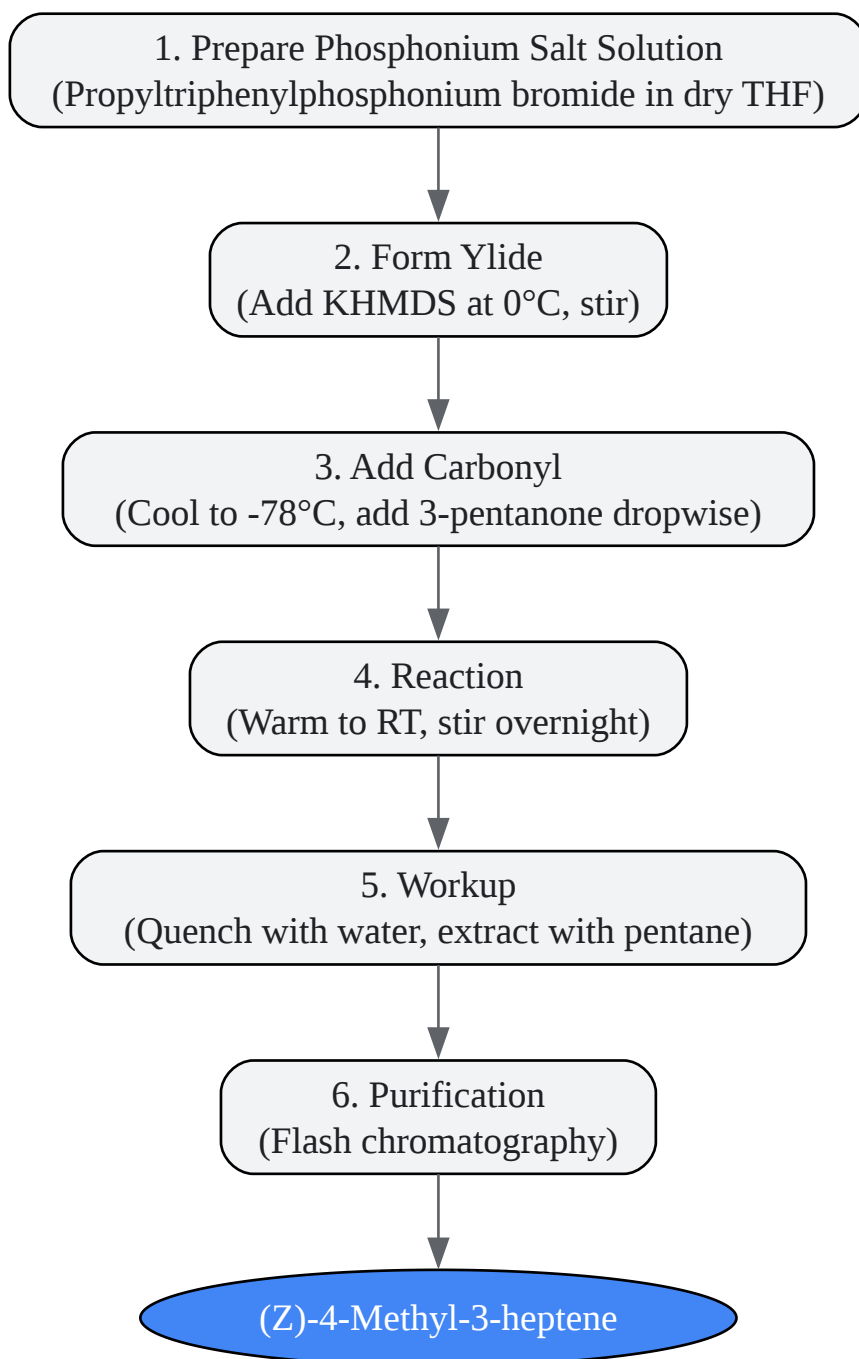 1. Prepare Phosphonium Salt Solution
(Propyltriphenylphosphonium bromide in dry THF)
2. Form Ylide
(Add KHMDS at 0°C, stir)
3. Add Carbonyl
(Cool to -78°C, add 3-pentanone dropwise)
4. Reaction
(Warm to RT, stir overnight)
5. Workup
(Quench with water, extract with pentane)
6. Purification
(Flash chromatography)
(Z)-4-Methyl-3-heptene